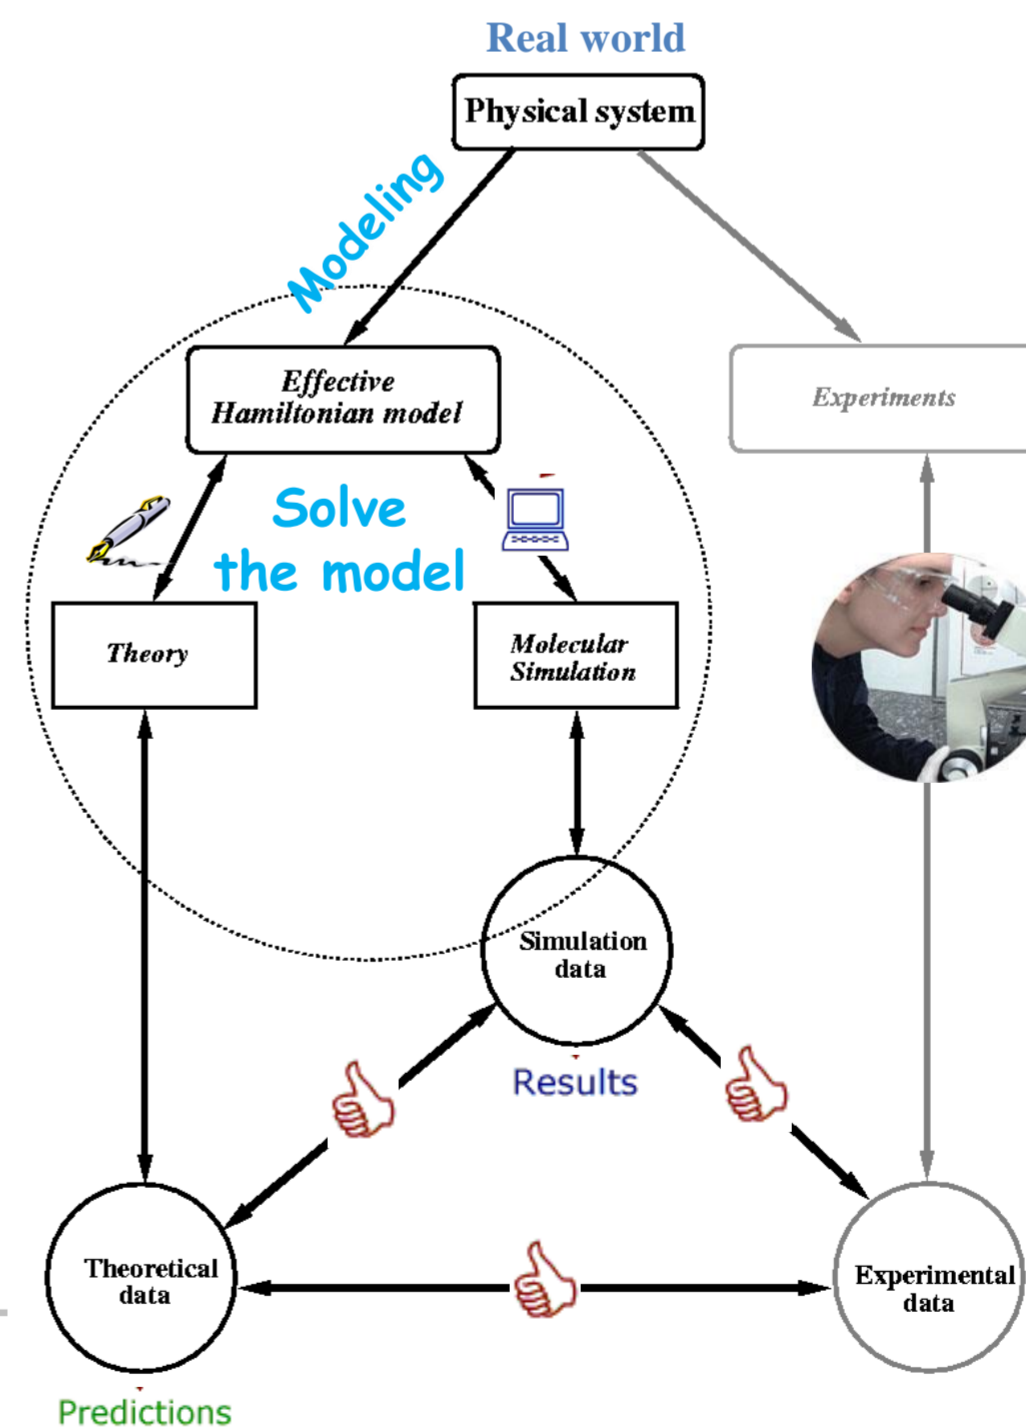 Real world
Physical system
Modeling
Effective
Hamiltonian model
Experiments
Solve
the model
Theory
Molecular
Simulation
Simulation
data
Results
Theoretical
data
Experimental
data
Predictions